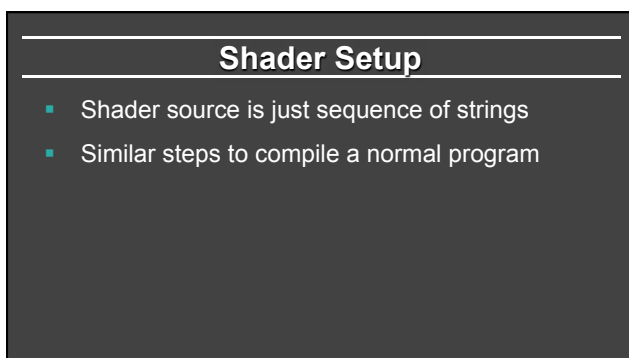 Shader Setup
Shader source is just sequence of strings
Similar steps to compile a normal program